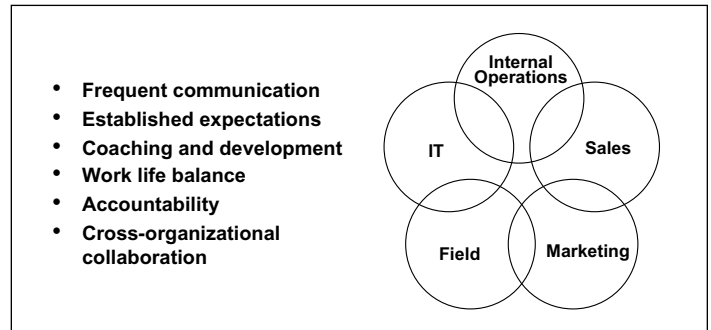 • Frequent communication
• Established expectations
• Coaching and development
• Work life balance
• Accountability
• Cross-organizational
collaboration
Internal
Operations
IT
Sales
Field
Marketing